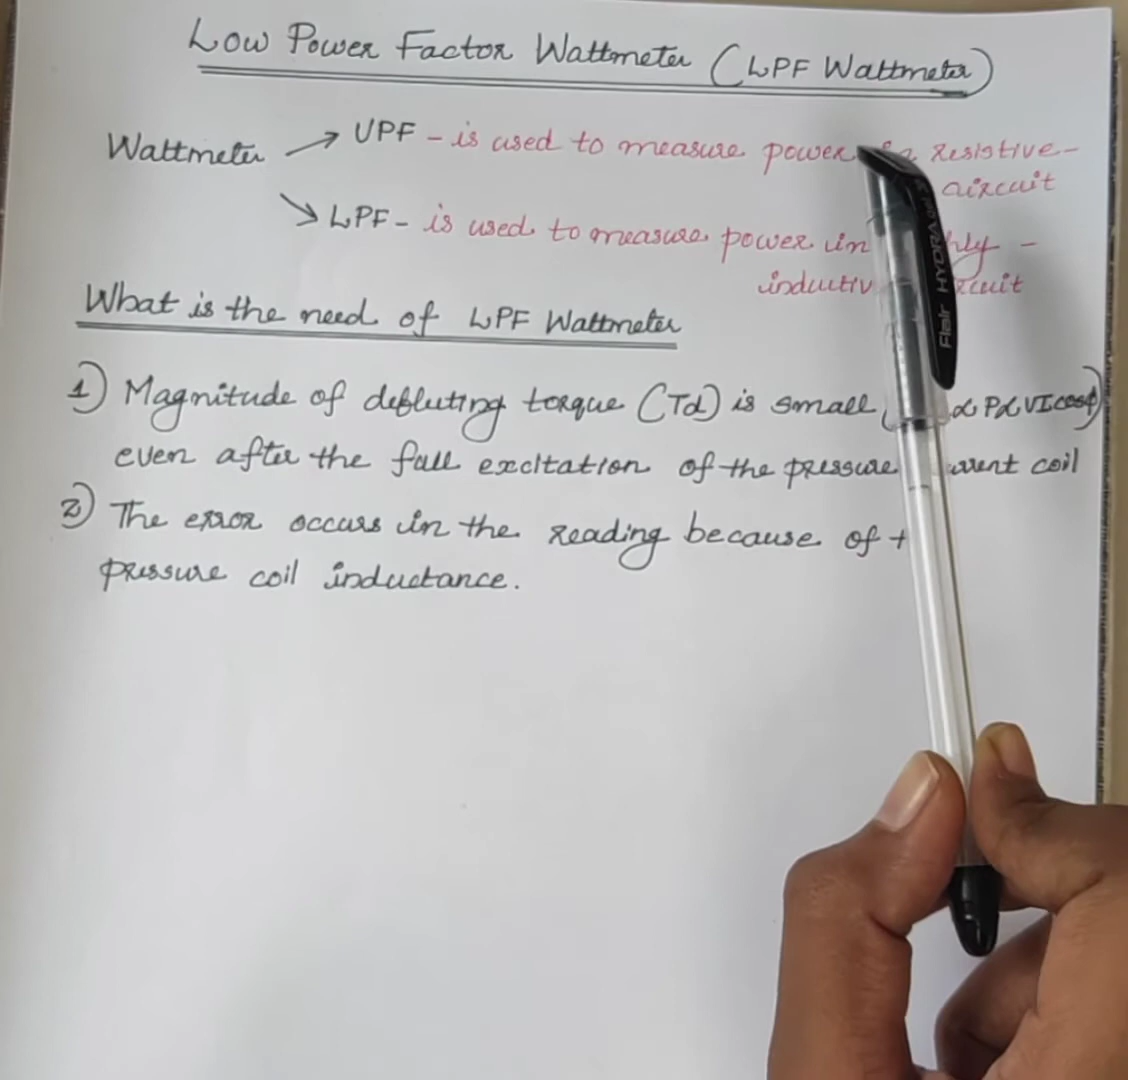 Low Power Factor Wattmeter (LPF Wattmeter)
Wattmeter → UPF - is used to measure power in resistive-
circuit
↘ LPF - is used to measure power in -
What is the need of LPF Wattmeter
1) Magnitude of deflecting torque (Td) is small ( ∝ P∝ VIcosϕ)
even after the full excitation of the pressure coil
2) The error occurs in the reading because of
pressure coil inductance.
Flair HYDRA